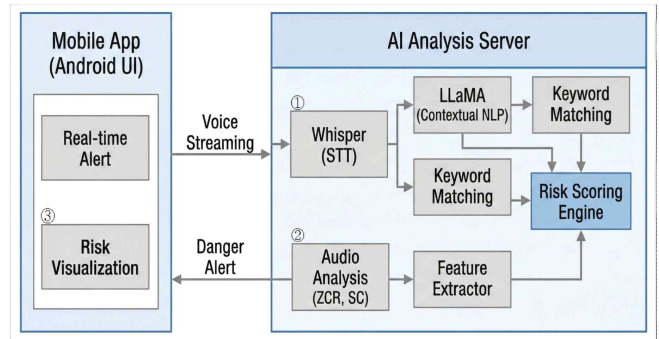 Mobile App
(Android UI)
Real-time
Alert
③
Risk
Visualization
Voice
Streaming
Danger
Alert
AI Analysis Server
①
Whisper
(STT)
LLaMA
(Contextual NLP)
Keyword
Matching
Keyword
Matching
Risk Scoring
Engine
②
Audio
Analysis
(ZCR, SC)
Feature
Extractor